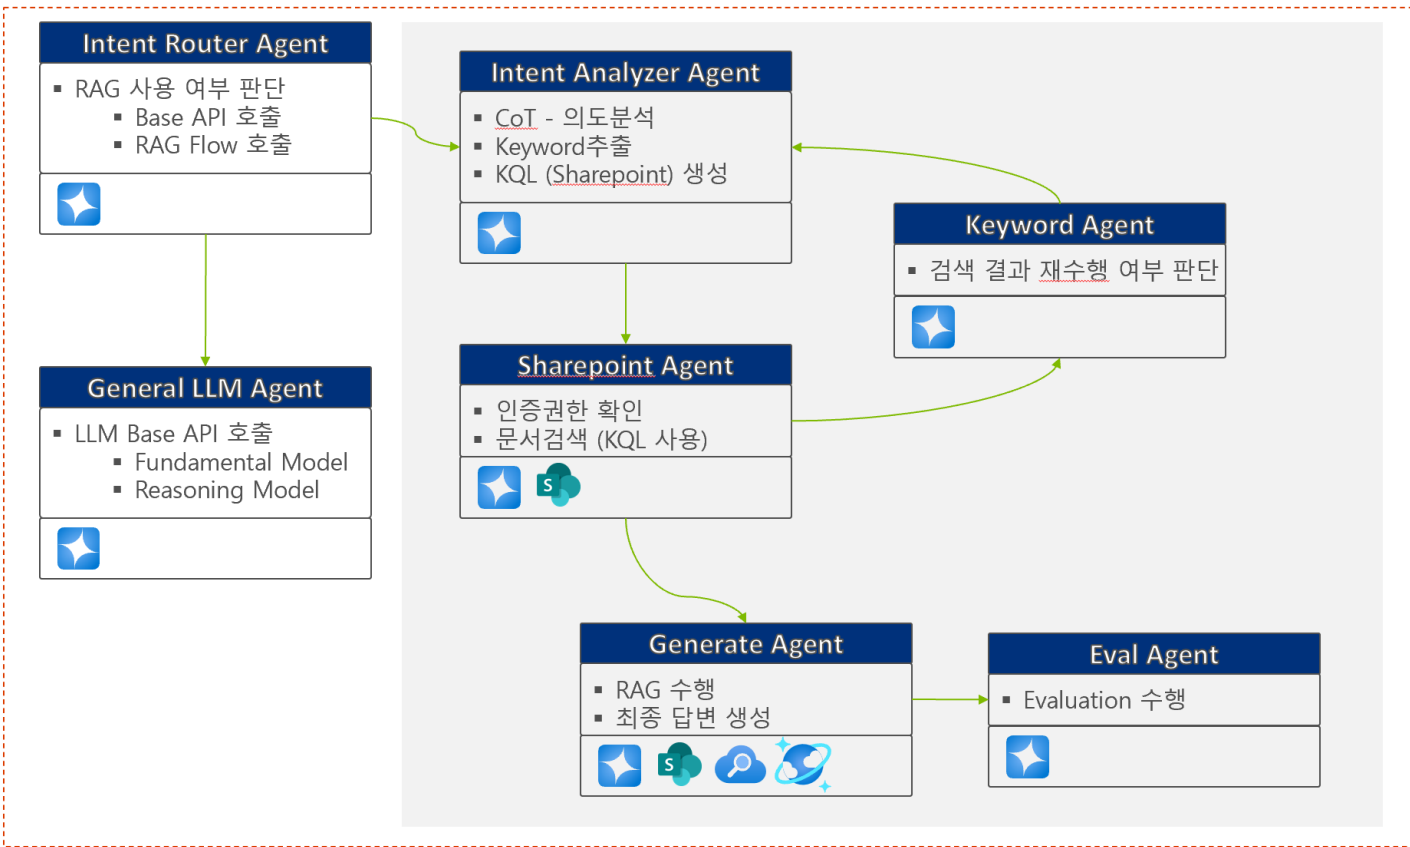 Intent Router Agent
▪ RAG 사용 여부 판단
▪ Base API 호출
▪ RAG Flow 호출
General LLM Agent
▪ LLM Base API 호출
▪ Fundamental Model
▪ Reasoning Model
Intent Analyzer Agent
▪ CoT - 의도분석
▪ Keyword추출
▪ KQL (Sharepoint) 생성
Keyword Agent
▪ 검색 결과 재수행 여부 판단
Sharepoint Agent
▪ 인증권한 확인
▪ 문서검색 (KQL 사용)
S
Generate Agent
▪ RAG 수행
▪ 최종 답변 생성
S
Eval Agent
▪ Evaluation 수행